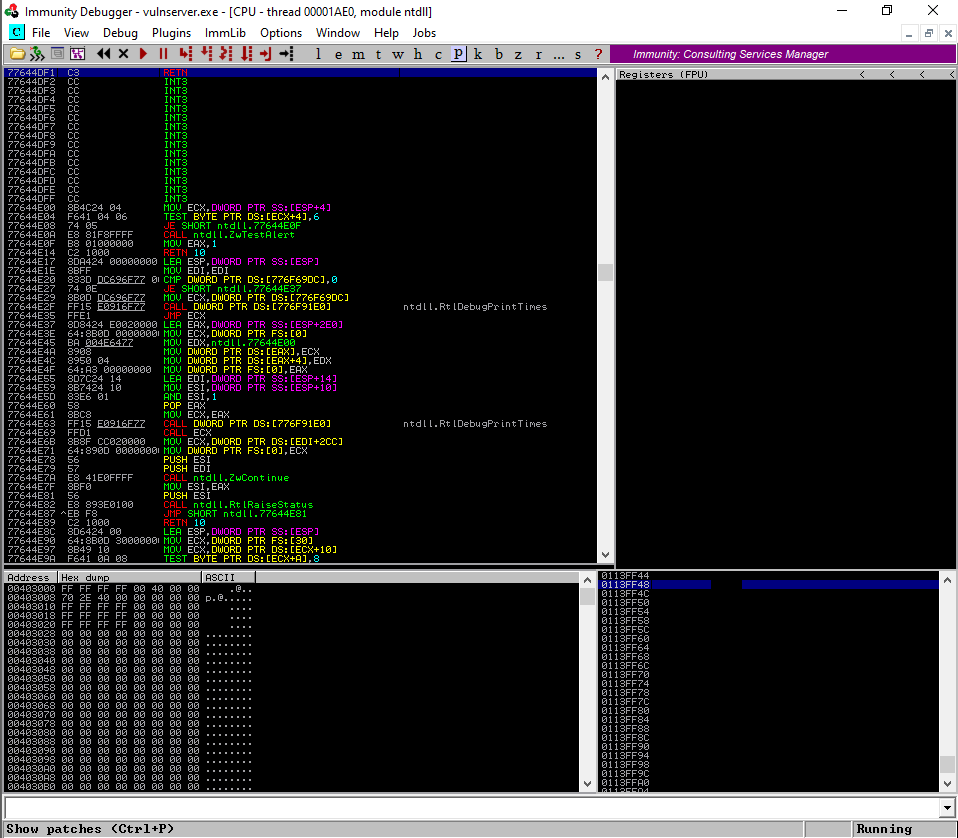 Immunity Debugger - vulnserver.exe - [CPU - thread 00001AE0, module ntdll]
C File View Debug Plugins ImmLib Options Window Help Jobs
l e m t w h c p k b z r ... s ? Immunity: Consulting Services Manager
77644DF1 C3 RETN
77644DF2 CC INT3
77644DF3 CC INT3
77644DF4 CC INT3
77644DF5 CC INT3
77644DF6 CC INT3
77644DF7 CC INT3
77644DF8 CC INT3
77644DF9 CC INT3
77644DFA CC INT3
77644DFB CC INT3
77644DFC CC INT3
77644DFD CC INT3
77644DFE CC INT3
77644DFF CC INT3
77644E00 8B4C24 04 MOV ECX,DWORD PTR SS:[ESP+4]
77644E04 F641 04 06 TEST BYTE PTR DS:[ECX+4],6
77644E08 74 05 JE SHORT ntdll.77644E0F
77644E0A E8 81F8FFFF CALL ntdll.ZwTestAlert
77644E0F B8 01000000 MOV EAX,1
77644E14 C2 1000 RETN 10
77644E17 8DA424 00000000 LEA ESP,DWORD PTR SS:[ESP]
77644E1E 8BFF MOV EDI,EDI
77644E20 833D DC696F77 0 CMP DWORD PTR DS:[776F69DC],0
77644E27 74 0E JE SHORT ntdll.77644E37
77644E29 8B0D DC696F77 MOV ECX,DWORD PTR DS:[776F69DC]
77644E2F FF15 E0916F77 CALL DWORD PTR DS:[776F91E0] ntdll.RtlDebugPrintTimes
77644E35 FFE1 JMP ECX
77644E37 8D8424 E0020000 LEA EAX,DWORD PTR SS:[ESP+2E0]
77644E3E 64:8B0D 0000000 MOV ECX,DWORD PTR FS:[0]
77644E45 BA 004E6477 MOV EDX,ntdll.77644E00
77644E4A 8908 MOV DWORD PTR DS:[EAX],ECX
77644E4C 8950 04 MOV DWORD PTR DS:[EAX+4],EDX
77644E4F 64:A3 00000000 MOV DWORD PTR FS:[0],EAX
77644E55 8D7C24 14 LEA EDI,DWORD PTR SS:[ESP+14]
77644E59 8B7424 10 MOV ESI,DWORD PTR SS:[ESP+10]
77644E5D 83E6 01 AND ESI,1
77644E60 58 POP EAX
77644E61 8BC8 MOV ECX,EAX
77644E63 FF15 E0916F77 CALL DWORD PTR DS:[776F91E0] ntdll.RtlDebugPrintTimes
77644E69 FFD1 CALL ECX
77644E6B 8B8F CC020000 MOV ECX,DWORD PTR DS:[EDI+2CC]
77644E71 64:890D 0000000 MOV DWORD PTR FS:[0],ECX
77644E78 56 PUSH ESI
77644E79 57 PUSH EDI
77644E7A E8 41E0FFFF CALL ntdll.ZwContinue
77644E7F 8BF0 MOV ESI,EAX
77644E81 56 PUSH ESI
77644E82 E8 893E0100 CALL ntdll.RtlRaiseStatus
77644E87 ^EB F8 JMP SHORT ntdll.77644E81
77644E89 C2 1000 RETN 10
77644E8C 8D6424 00 LEA ESP,DWORD PTR SS:[ESP]
77644E90 64:8B0D 3000000 MOV ECX,DWORD PTR FS:[30]
77644E97 8B49 10 MOV ECX,DWORD PTR DS:[ECX+10]
77644E9A F641 0A 08 TEST BYTE PTR DS:[ECX+A],8
Registers (FPU) < < < <
Address Hex dump ASCII
00403000 FF FF FF FF 00 40 00 00 .@..
00403008 70 2E 40 00 00 00 00 00 p.@.....
00403010 FF FF FF FF 00 00 00 00 ....
00403018 FF FF FF FF 00 00 00 00 ....
00403020 FF FF FF FF 00 00 00 00 ....
00403028 00 00 00 00 00 00 00 00 ........
00403030 00 00 00 00 00 00 00 00 ........
00403038 00 00 00 00 00 00 00 00 ........
00403040 00 00 00 00 00 00 00 00 ........
00403048 00 00 00 00 00 00 00 00 ........
00403050 00 00 00 00 00 00 00 00 ........
00403058 00 00 00 00 00 00 00 00 ........
00403060 00 00 00 00 00 00 00 00 ........
00403068 00 00 00 00 00 00 00 00 ........
00403070 00 00 00 00 00 00 00 00 ........
00403078 00 00 00 00 00 00 00 00 ........
00403080 00 00 00 00 00 00 00 00 ........
00403088 00 00 00 00 00 00 00 00 ........
00403090 00 00 00 00 00 00 00 00 ........
00403098 00 00 00 00 00 00 00 00 ........
004030A0 00 00 00 00 00 00 00 00 ........
004030A8 00 00 00 00 00 00 00 00 ........
004030B0 00 00 00 00 00 00 00 00 ........
0113FF44
0113FF48
0113FF4C
0113FF50
0113FF54
0113FF58
0113FF5C
0113FF60
0113FF64
0113FF68
0113FF6C
0113FF70
0113FF74
0113FF78
0113FF7C
0113FF80
0113FF84
0113FF88
0113FF8C
0113FF90
0113FF94
0113FF98
0113FF9C
0113FFA0
0113FFA4
Show patches (Ctrl+P) Running